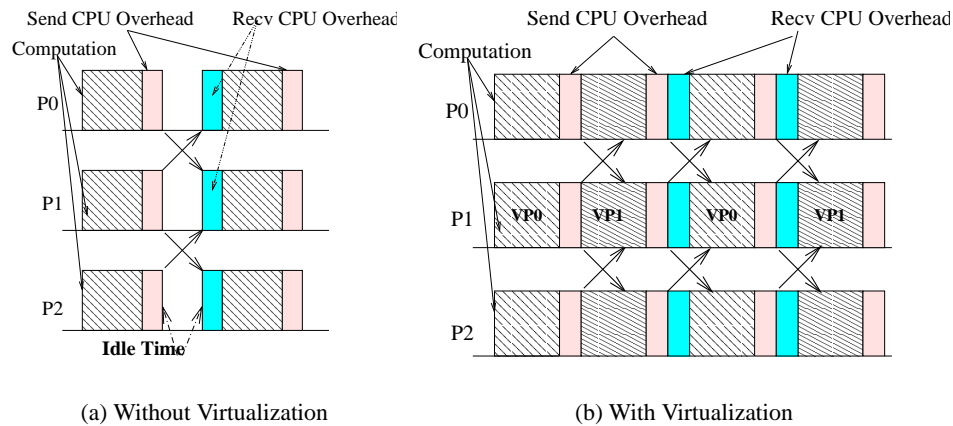 Send CPU Overhead
Recv CPU Overhead
Computation
P0
P1
P2
Idle Time
(a) Without Virtualization
Send CPU Overhead
Recv CPU Overhead
Computation
P0
P1
VP0
VP1
VP0
VP1
P2
(b) With Virtualization